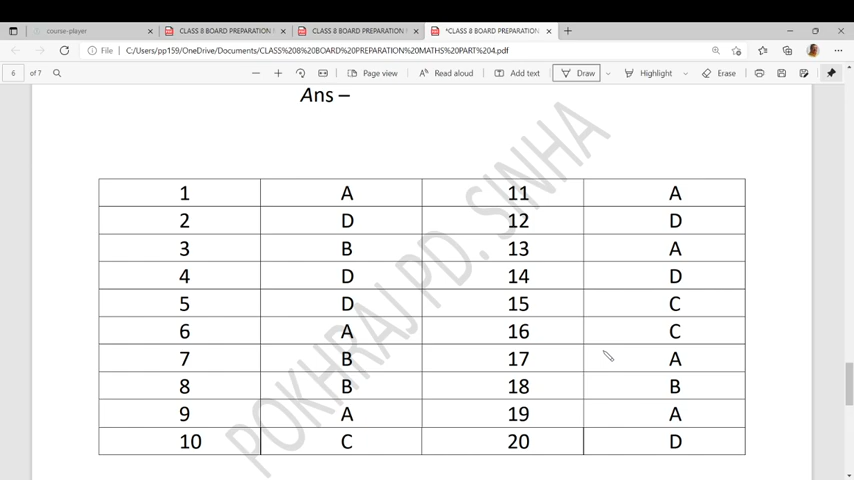 course-player
CLASS 8 BOARD PREPARATION
CLASS 8 BOARD PREPARATION
*CLASS 8 BOARD PREPARATION
File
C:/Users/pp159/OneDrive/Documents/CLASS%208%20BOARD%20PREPARATION%20MATHS%20PART%204.pdf
6 of 7
Page view
Read aloud
Add text
Draw
Highlight
Erase
Ans –
1 A 11 A
2 D 12 D
3 B 13 A
4 D 14 D
5 D 15 C
6 A 16 C
7 B 17 A
8 B 18 B
9 A 19 A
10 C 20 D
POKHRAJ PD. SINHA